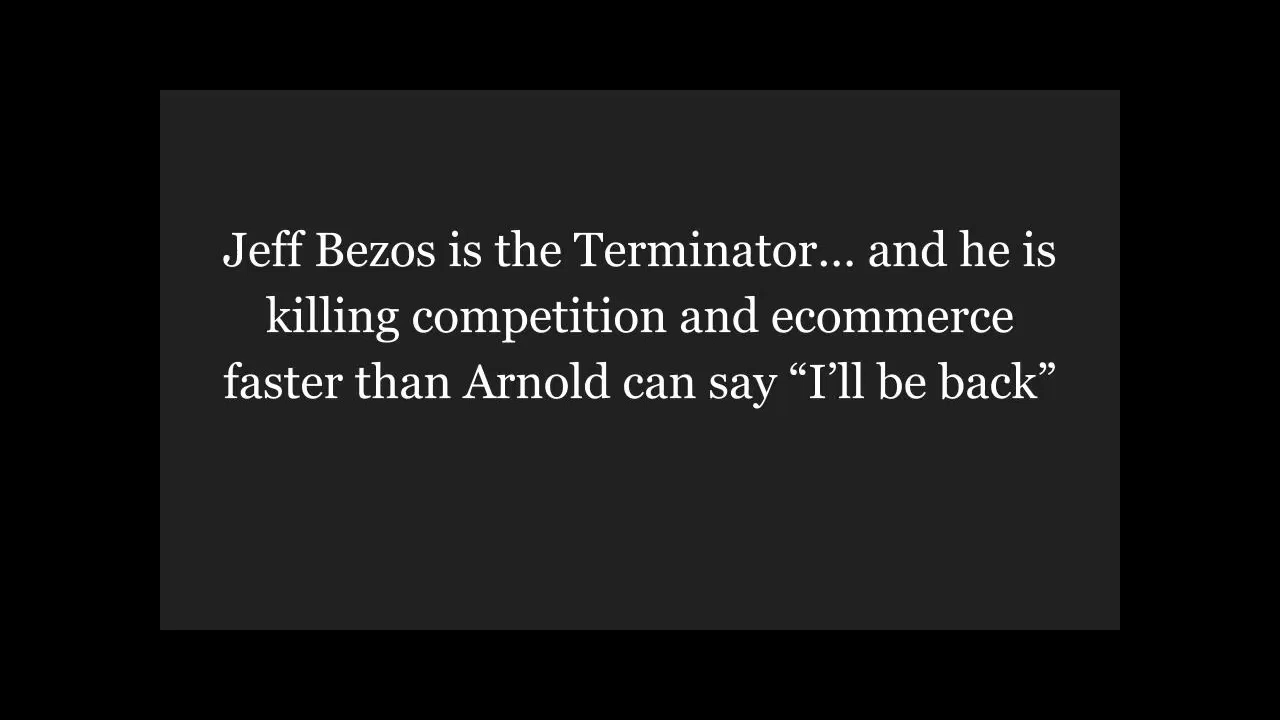 Jeff Bezos is the Terminator... and he is
killing competition and ecommerce
faster than Arnold can say “I’ll be back”